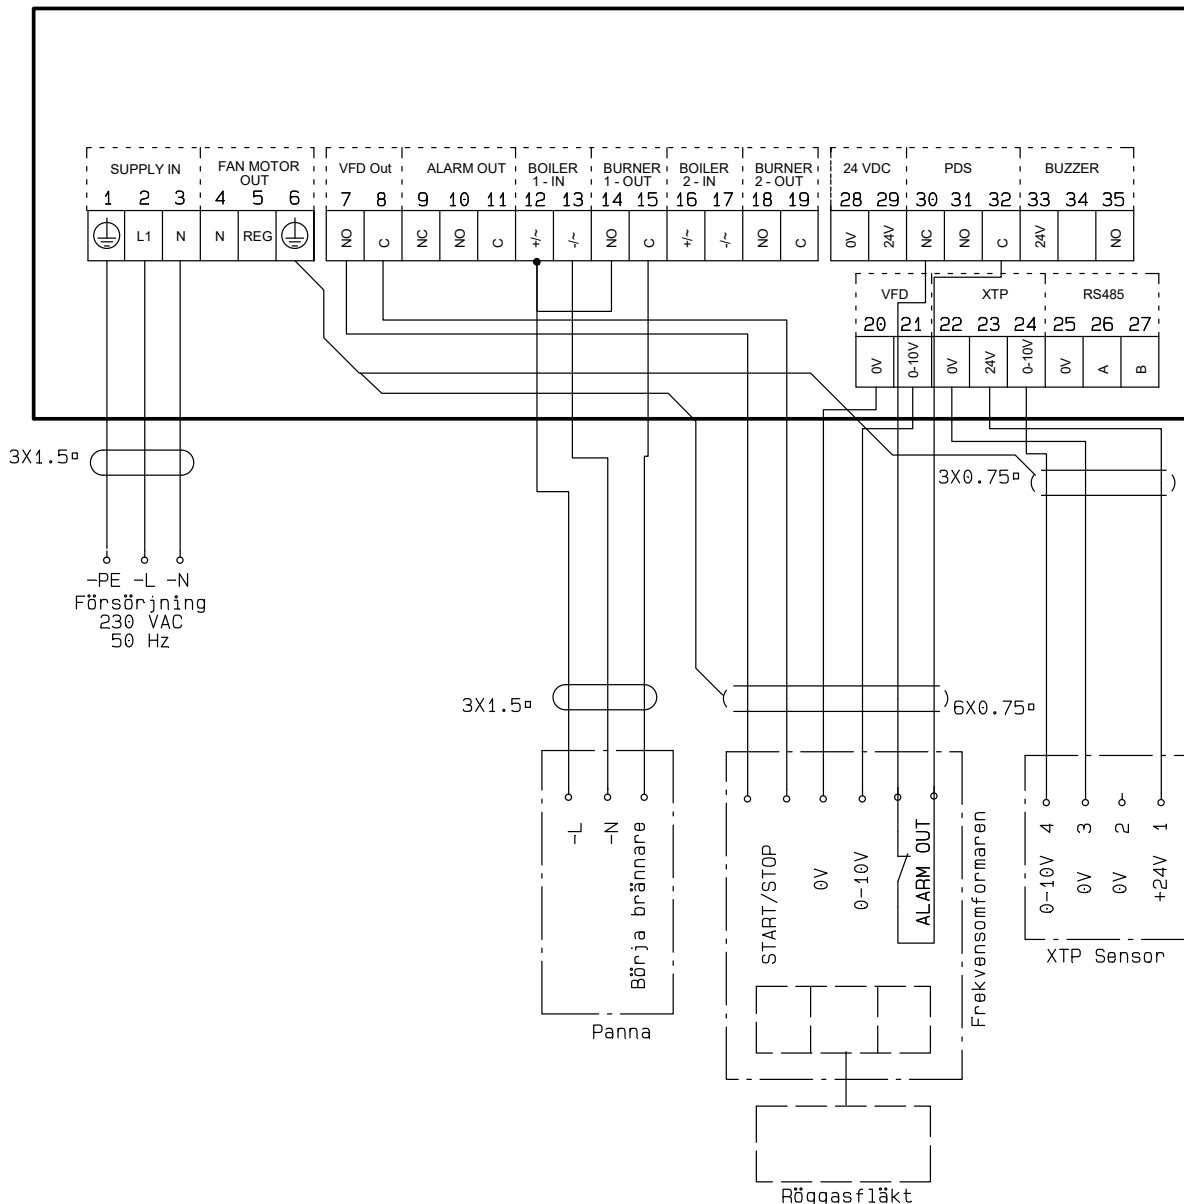 SUPPLY IN
FAN MOTOR
OUT
VFD Out
ALARM OUT
BOILER
1 - IN
BURNER
1 - OUT
BOILER
2 - IN
BURNER
2 - OUT
24 VDC
PDS
BUZZER
1 2 3 4 5 6 7 8 9 10 11 12 13 14 15 16 17 18 19 28 29 30 31 32 33 34 35
L1 N N REG NO C NC NO C +/~ -/~ NO C +/~ -/~ NO C 0V 24V NC NO C 24V NO
VFD
XTP
RS485
20 21 22 23 24 25 26 27
0V 0-10V 0V 24V 0-10V 0V A B
3X1.5▫
3X0.75▫
-PE -L -N
Försörjning
230 VAC
50 Hz
3X1.5▫
6X0.75▫
-L
-N
Börja brännare
Panna
START/STOP
0V
0-10V
ALARM OUT
Frekvensomformaren
4 3 2 1
0-10V 0V 0V +24V
XTP Sensor
Röggasfläkt